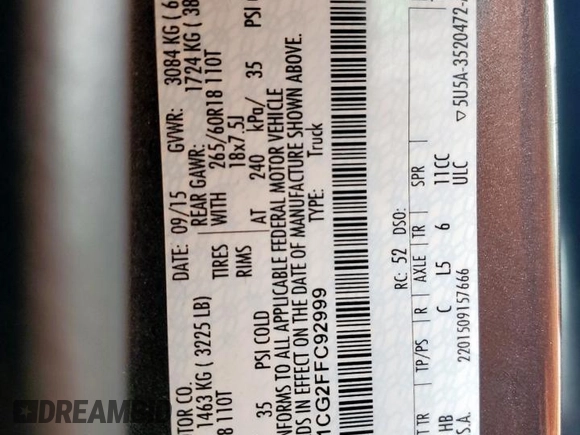 DATE: 09/15 GVWR: 3084 KG ( 6
TOR CO.
REAR GAWR: 1724 KG ( 38
1463 KG ( 3225 LB)
WITH 265/60R18 110T
TIRES
8 110T
18x7.5J
RIMS
AT 240 kPa/ 35 PSI C
35 PSI COLD
NFORMS TO ALL APPLICABLE FEDERAL MOTOR VEHICLE
DS IN EFFECT ON THE DATE OF MANUFACTURE SHOWN ABOVE.
1CG2FFC92999
TYPE: Truck
RC: 52 DSO:
T TR TP/PS R AXLE TR SPR
HB C L5 6 11CC
ULC
S.A. 2201509157666 5U5A-3520472-
DREAMBID